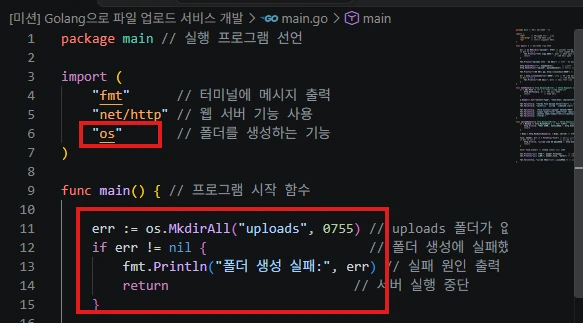 [미션] Golang으로 파일 업로드 서비스 개발 > main.go > main
1 package main // 실행 프로그램 선언
2
3 import (
4 "fmt" // 터미널에 메시지 출력
5 "net/http" // 웹 서버 기능 사용
6 "os" // 폴더를 생성하는 기능
7 )
8
9 func main() { // 프로그램 시작 함수
10
11 err := os.MkdirAll("uploads", 0755) // uploads 폴더가 없
12 if err != nil { // 폴더 생성에 실패했
13 fmt.Println("폴더 생성 실패:", err) // 실패 원인 출력
14 return // 서버 실행 중단
15 }